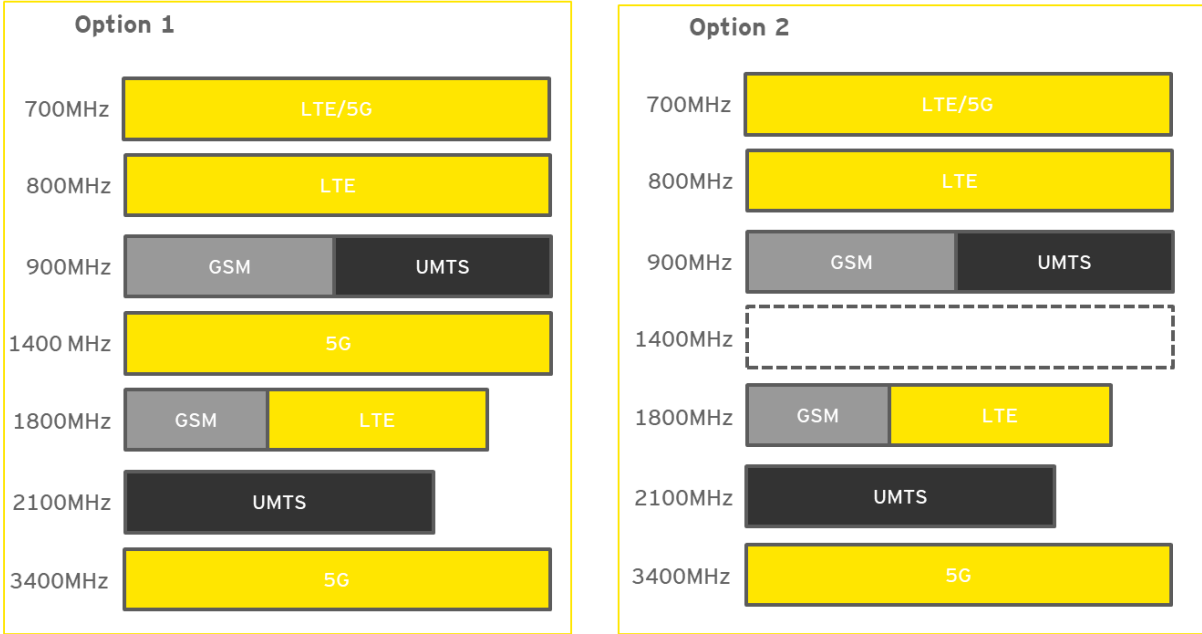 Option 1
700MHz LTE/5G
800MHz LTE
900MHz GSM UMTS
1400 MHz 5G
1800MHz GSM LTE
2100MHz UMTS
3400MHz 5G
Option 2
700MHz LTE/5G
800MHz LTE
900MHz GSM UMTS
1400MHz
1800MHz GSM LTE
2100MHz UMTS
3400MHz 5G